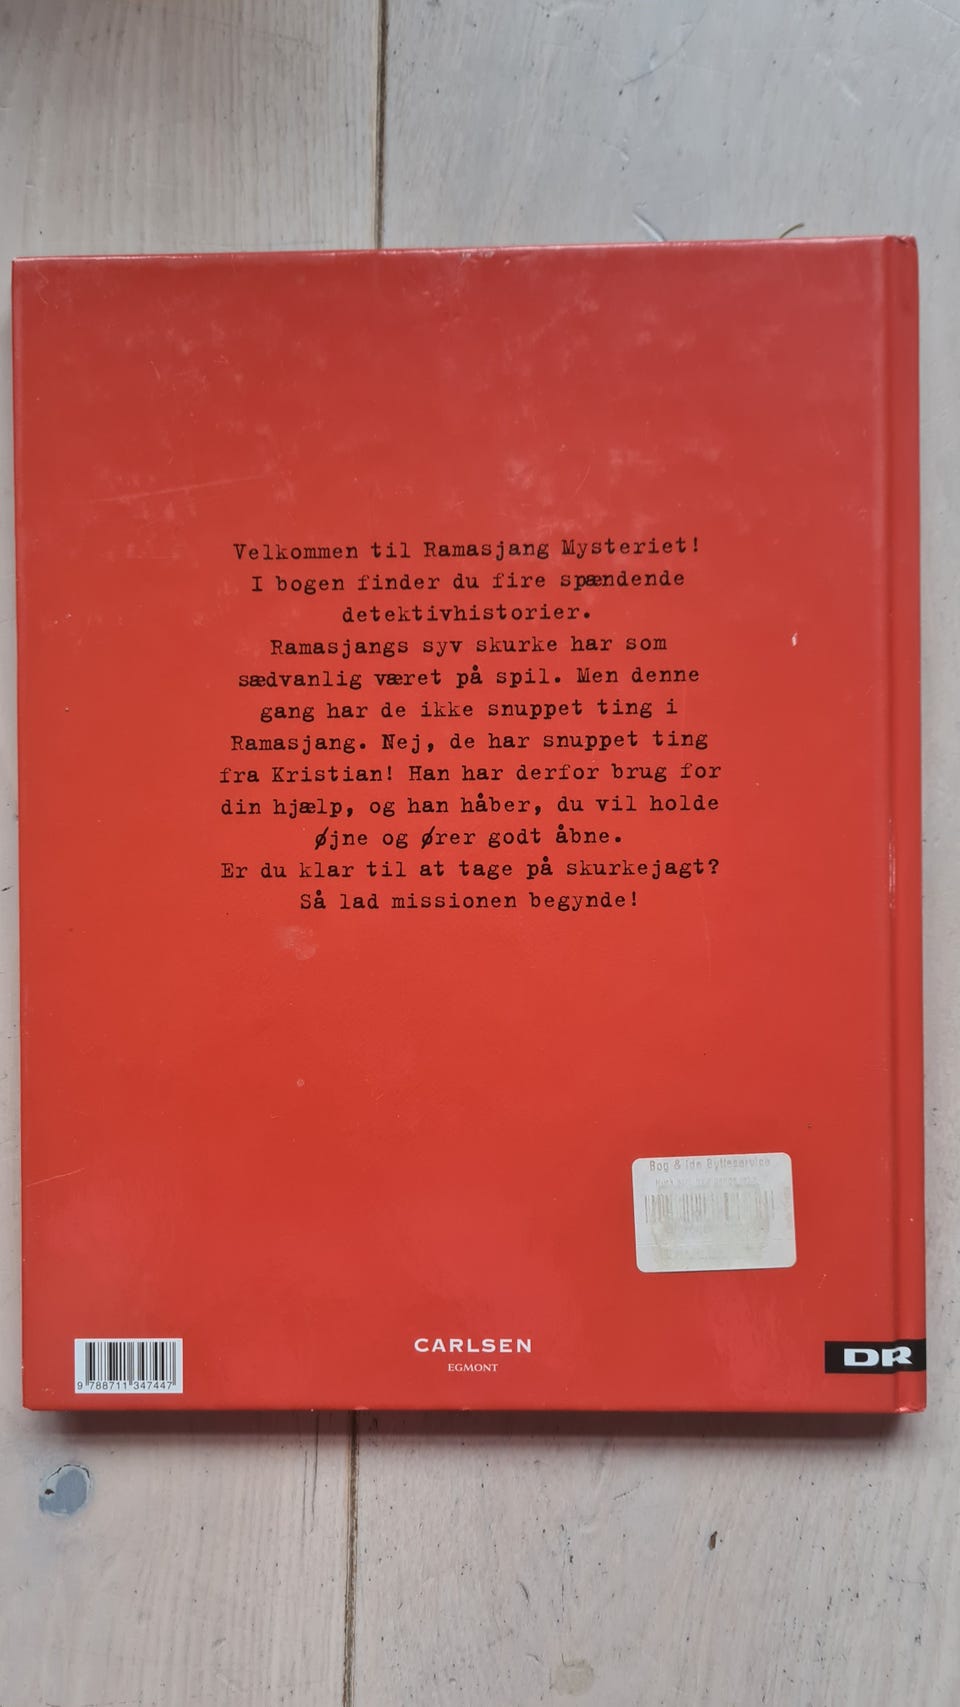 Velkommen til Ramasjang Mysteriet!
I bogen finder du fire spændende
detektivhistorier.
Ramasjangs syv skurke har som
sædvanlig været på spil. Men denne
gang har de ikke snuppet ting i
Ramasjang. Nej, de har snuppet ting
fra Kristian! Han har derfor brug for
din hjælp, og han håber, du vil holde
øjne og ører godt åbne.
Er du klar til at tage på skurkejagt?
Så lad missionen begynde!
Bog & Ide Bytteservice
CARLSEN
EGMONT
DR
9 788711 347447